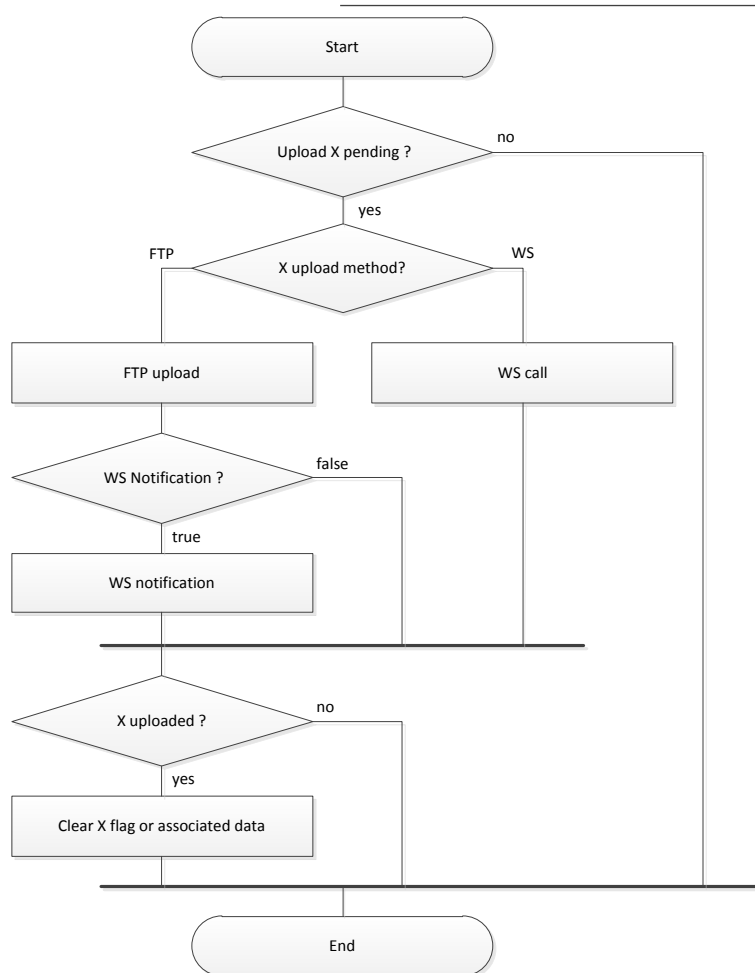 Start
Upload X pending ?
no
yes
FTP
X upload method?
WS
FTP upload
WS call
WS Notification ?
false
true
WS notification
X uploaded ?
no
yes
Clear X flag or associated data
End